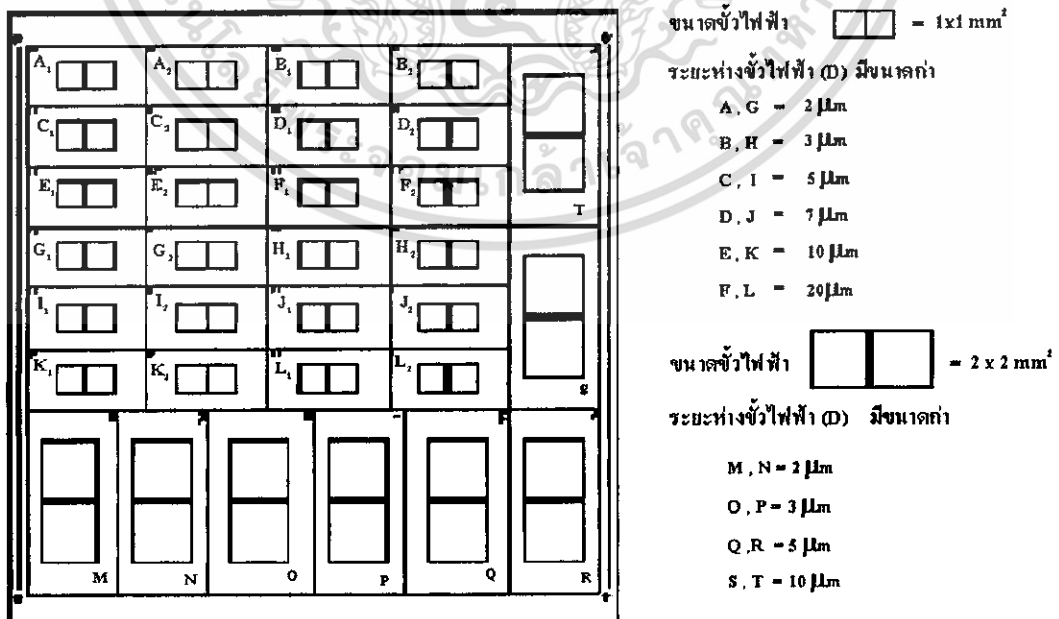 A₁ A₂ B₁ B₂
C₁ C₂ D₁ D₂
E₁ E₂ F₁ F₂
T
G₁ G₂ H₁ H₂
I₁ I₂ J₁ J₂
K₁ K₂ L₁ L₂
M N O P Q R
ขนาดขั้วไฟฟ้า = 1x1 mm²
ระยะห่างขั้วไฟฟ้า (D) มีขนาดค่า
A, G = 2 μm
B, H = 3 μm
C, I = 5 μm
D, J = 7 μm
E, K = 10 μm
F, L = 20 μm
ขนาดขั้วไฟฟ้า = 2 x 2 mm²
ระยะห่างขั้วไฟฟ้า (D) มีขนาดค่า
M, N = 2 μm
O, P = 3 μm
Q, R = 5 μm
S, T = 10 μm